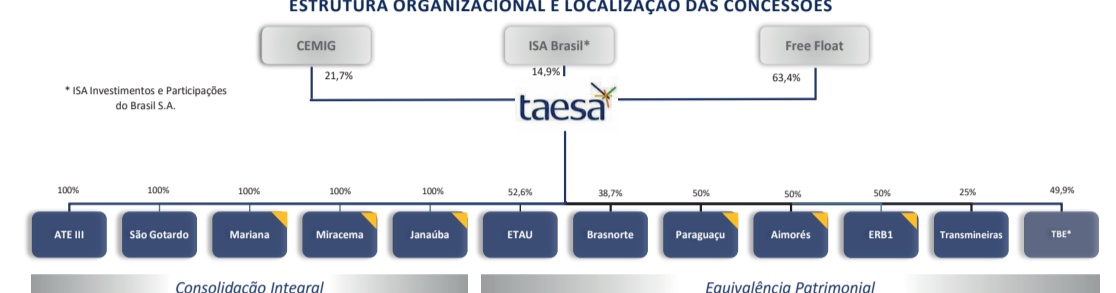 ESTRUTURA ORGANIZACIONAL E LOCALIZAÇÃO DAS CONCESSÕES
CEMIG
ISA Brasil*
Free Float
21,7%
14,9%
63,4%
* ISA Investimentos e Participações
do Brasil S.A.
taesa
100%
100%
100%
100%
100%
52,6%
38,7%
50%
50%
50%
25%
49,9%
ATE III
São Gotardo
Mariana
Miracema
Janaúba
ETAU
Brasnorte
Paraguaçu
Aimorés
ERB1
Transmineiras
TBE*
Consolidação Integral
Equivalência Patrimonial